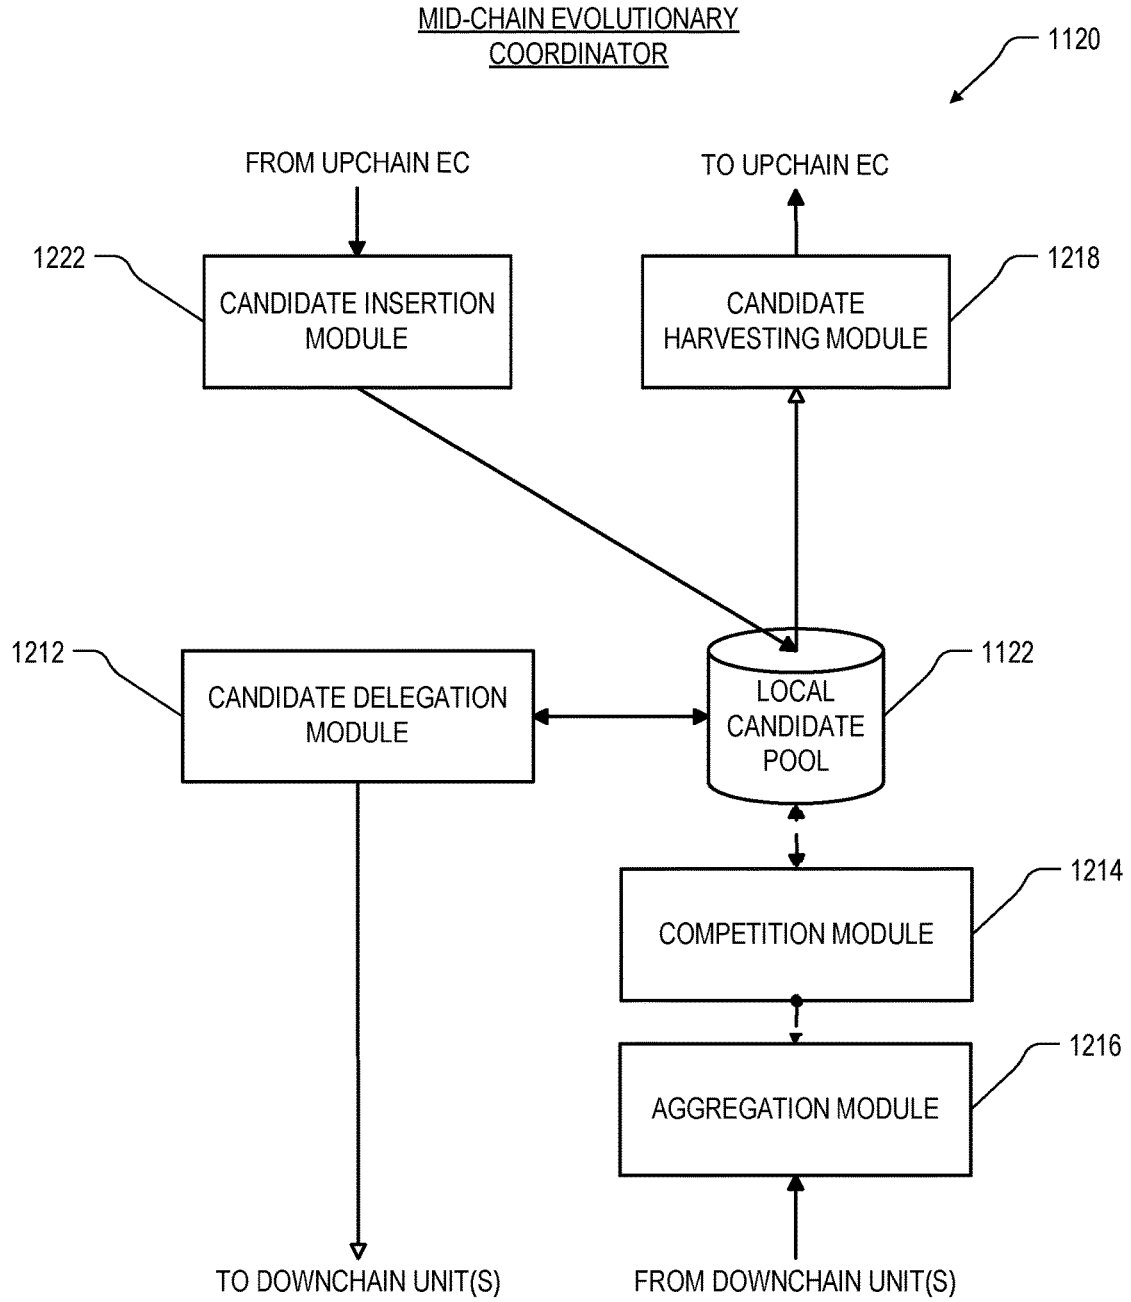 MID-CHAIN EVOLUTIONARY
COORDINATOR
1120
FROM UPCHAIN EC
TO UPCHAIN EC
1222
CANDIDATE INSERTION
MODULE
CANDIDATE
HARVESTING MODULE
1218
1212
CANDIDATE DELEGATION
MODULE
LOCAL
CANDIDATE
POOL
1122
COMPETITION MODULE
1214
AGGREGATION MODULE
1216
TO DOWNCHAIN UNIT(S)
FROM DOWNCHAIN UNIT(S)